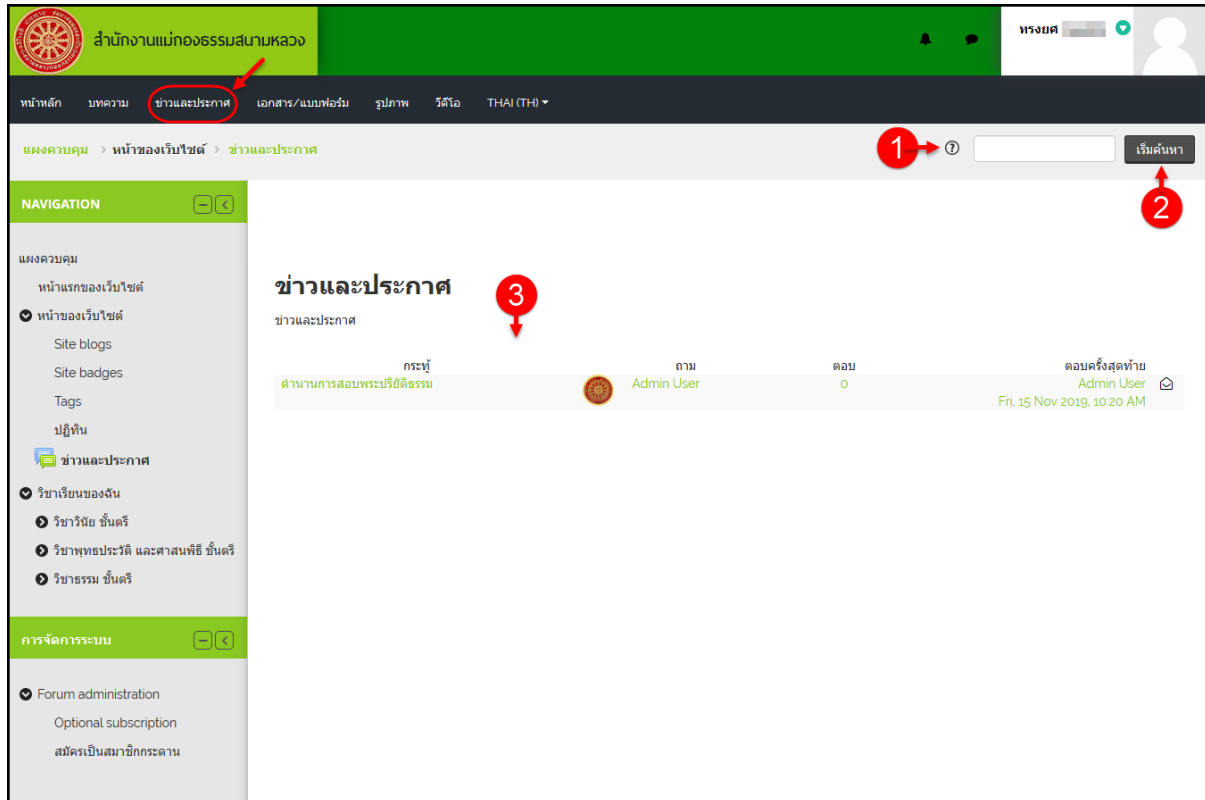 สำนักงานแม่กองธรรมสนามหลวง
ทรงยศ
หน้าหลัก บทความ ข่าวและประกาศ เอกสาร/แบบฟอร์ม รูปภาพ วีดีโอ THAI (TH)
แผงควบคุม > หน้าของเว็บไซต์ > ข่าวและประกาศ
1
เริ่มค้นหา
2
NAVIGATION
แผงควบคุม
หน้าแรกของเว็บไซต์
หน้าของเว็บไซต์
Site blogs
Site badges
Tags
ปฏิทิน
ข่าวและประกาศ
วิชาเรียนของฉัน
วิชาวินัย ชั้นตรี
วิชาพุทธประวัติ และศาสนพิธี ชั้นตรี
วิชาธรรม ชั้นตรี
การจัดการระบบ
Forum administration
Optional subscription
สมัครเป็นสมาชิกกระดาน
ข่าวและประกาศ
3
ข่าวและประกาศ
กระทู้ ถาม ตอบ ตอบครั้งสุดท้าย
ตำนานการสอบพระปริยัติธรรม Admin User 0 Admin User
Fri, 15 Nov 2019, 10:20 AM